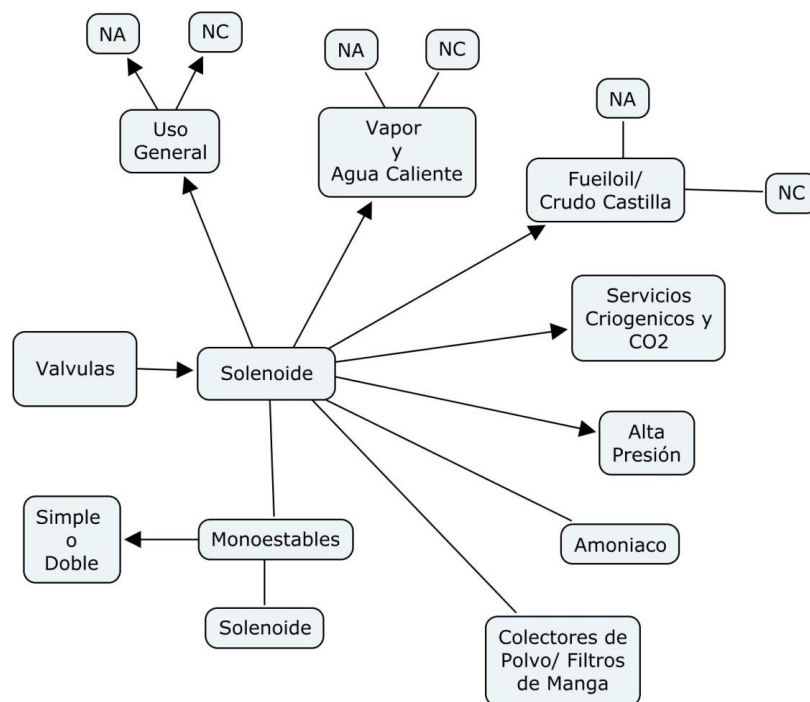 NA
NC
NA
NC
NA
Uso
General
Vapor
y
Agua Caliente
Fueiloil/
Crudo Castilla
NC
Servicios
Criogenicos y
CO2
Valvulas
Solenoide
Alta
Presión
Simple
o
Doble
Monoestables
Amoniaco
Solenoide
Colectores de
Polvo/ Filtros
de Manga